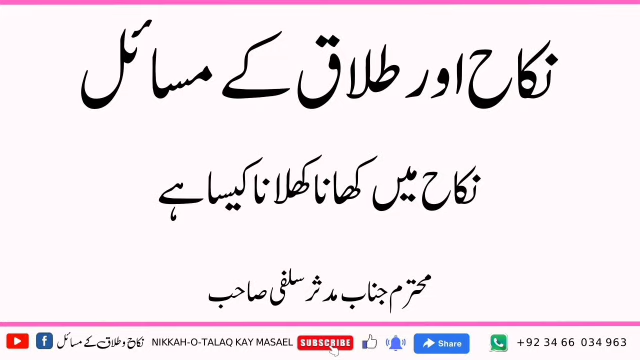 نکاح اور طلاق کے مسائل
نکاح میں کھانا کھلانا کیسا ہے
محترم جناب مدثر سلفی صاحب
نکاح و طلاق کے مسائل NIKKAH-O-TALAQ KAY MASAEL SUBSCRIBE Share +92 34 66 034 963